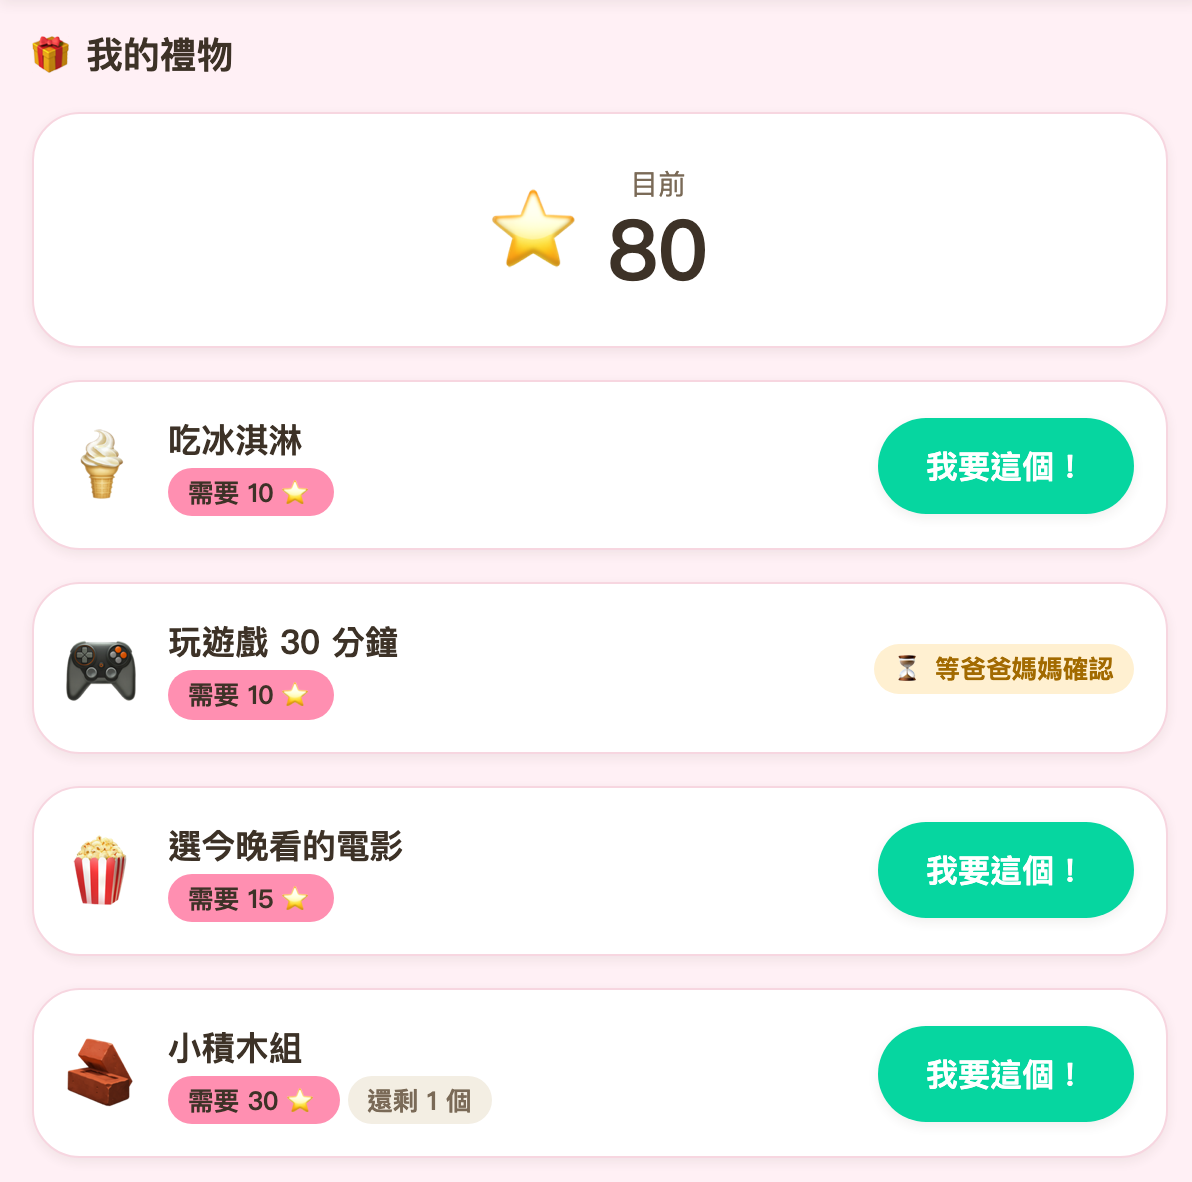 我的禮物
目前
80
吃冰淇淋
需要 10
我要這個！
玩遊戲 30 分鐘
需要 10
等爸爸媽媽確認
選今晚看的電影
需要 15
我要這個！
小積木組
需要 30
還剩 1 個
我要這個！